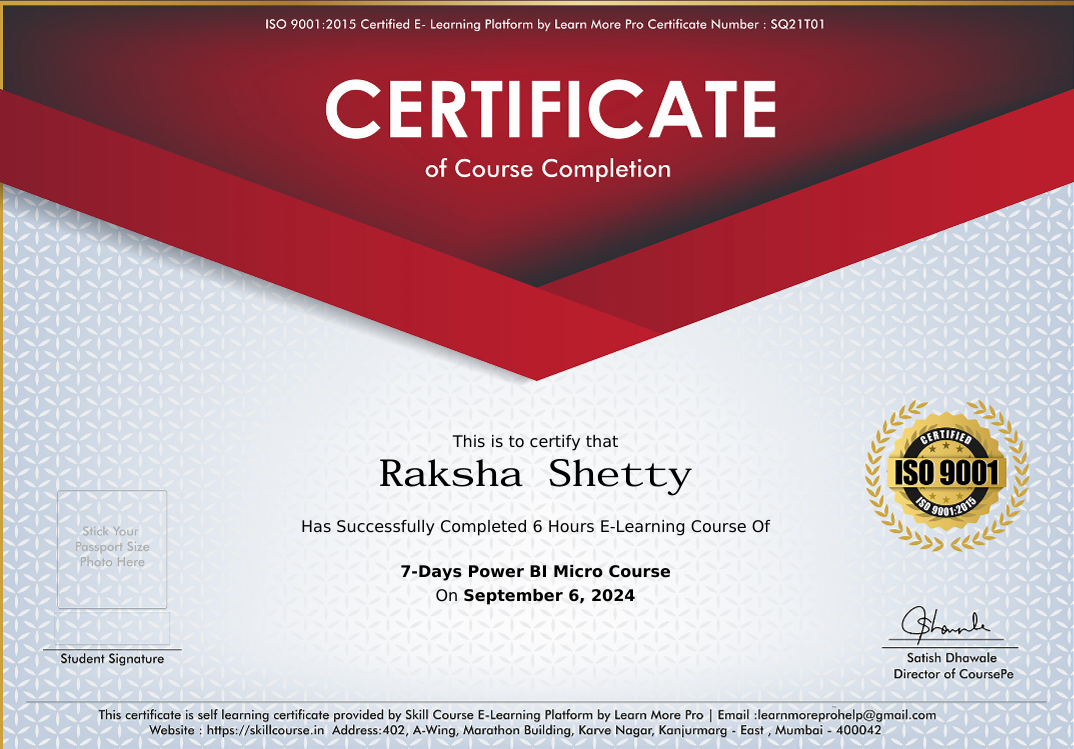 ISO 9001:2015 Certified E- Learning Platform by Learn More Pro Certificate Number : SQ21T01
CERTIFICATE
of Course Completion
This is to certify that
Raksha Shetty
Has Successfully Completed 6 Hours E-Learning Course Of
7-Days Power BI Micro Course
On September 6, 2024
CERTIFIED
ISO 9001
ISO 9001:2015
Stick Your
Passport Size
Photo Here
Student Signature
Satish Dhawale
Director of CoursePe
This certificate is self learning certificate provided by Skill Course E-Learning Platform by Learn More Pro | Email :learnmoreprohelp@gmail.com
Website : https://skillcourse.in Address:402, A-Wing, Marathon Building, Karve Nagar, Kanjurmarg - East , Mumbai - 400042